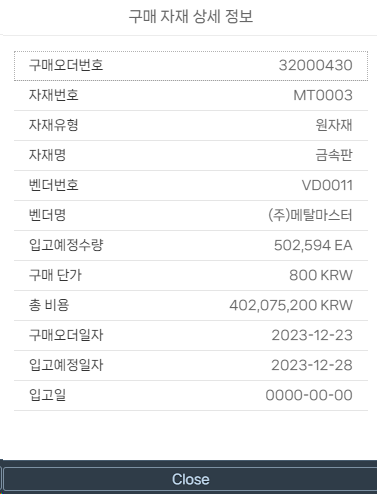 구매 자재 상세 정보
구매오더번호 32000430
자재번호 MT0003
자재유형 원자재
자재명 금속판
벤더번호 VD0011
벤더명 (주)메탈마스터
입고예정수량 502,594 EA
구매 단가 800 KRW
총 비용 402,075,200 KRW
구매오더일자 2023-12-23
입고예정일자 2023-12-28
입고일 0000-00-00
Close